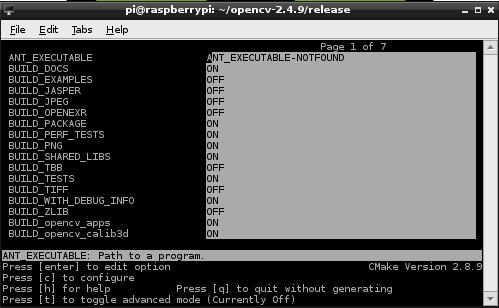 pi@raspberrypi: ~/opencv-2.4.9/release
File Edit Tabs Help
Page 1 of 7
ANT_EXECUTABLE ANT_EXECUTABLE-NOTFOUND
BUILD_DOCS ON
BUILD_EXAMPLES OFF
BUILD_JASPER OFF
BUILD_JPEG OFF
BUILD_OPENEXR OFF
BUILD_PACKAGE ON
BUILD_PERF_TESTS ON
BUILD_PNG ON
BUILD_SHARED_LIBS ON
BUILD_TBB OFF
BUILD_TESTS ON
BUILD_TIFF OFF
BUILD_WITH_DEBUG_INFO ON
BUILD_ZLIB OFF
BUILD_opencv_apps ON
BUILD_opencv_calib3d ON
ANT_EXECUTABLE: Path to a program.
Press [enter] to edit option CMake Version 2.8.9
Press [c] to configure
Press [h] for help Press [q] to quit without generating
Press [t] to toggle advanced mode (Currently Off)